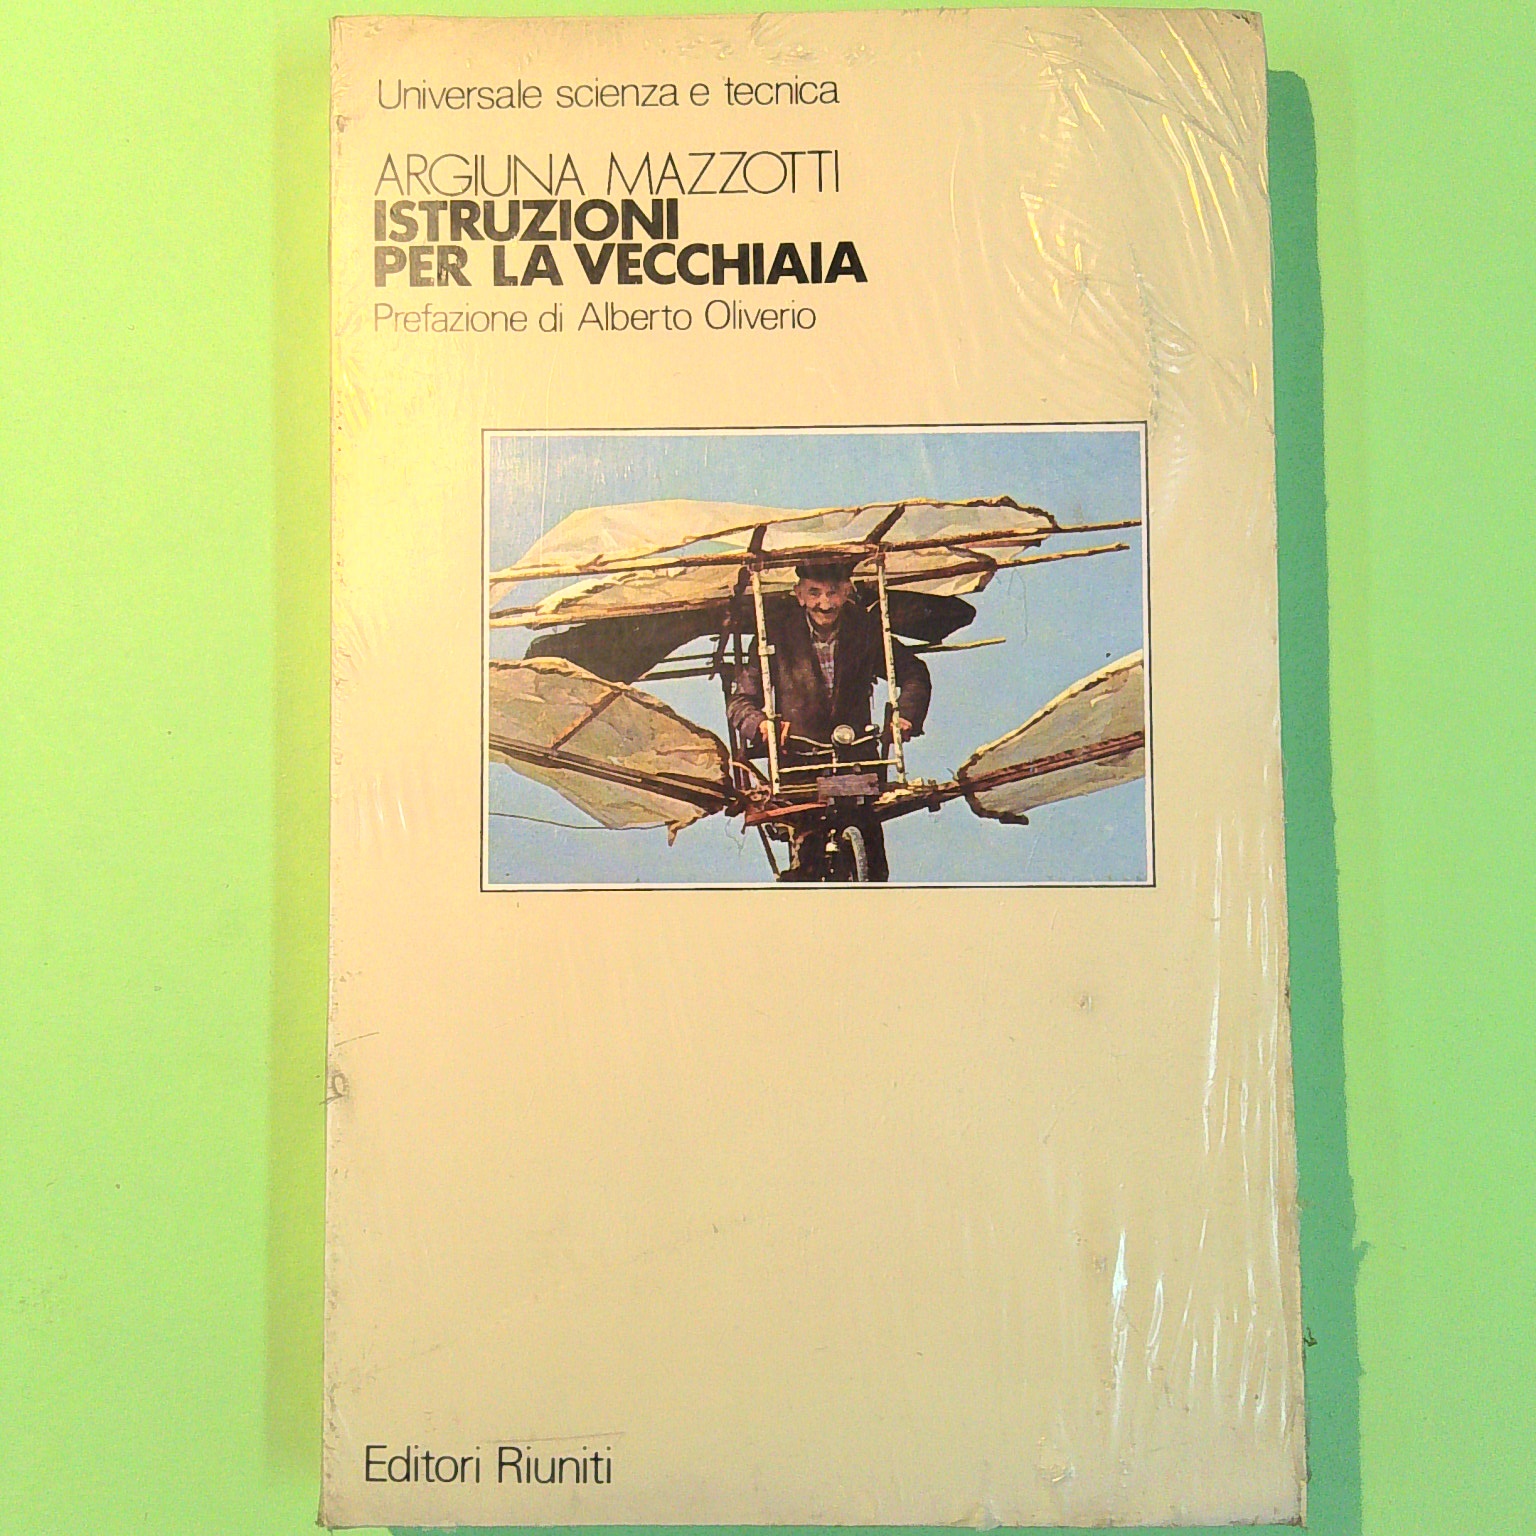 Universale scienza e tecnica
ARGIUNA MAZZOTTI
ISTRUZIONI
PER LA VECCHIAIA
Prefazione di Alberto Oliverio
Editori Riuniti